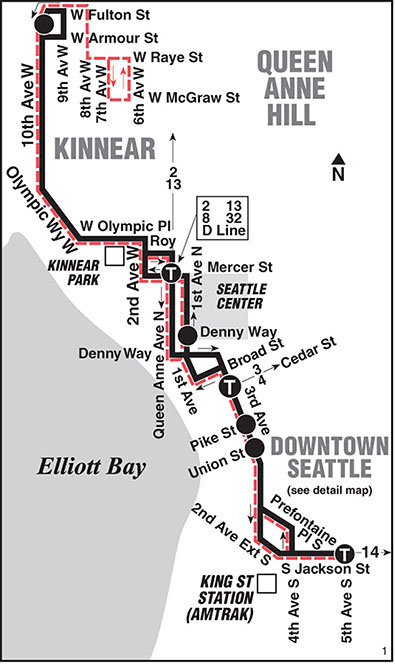 W Fulton St
W Armour St
9th Av W
8th Av W
7th Av W
6th Av W
W Raye St
W McGraw St
QUEEN
ANNE
HILL
10th Ave W
KINNEAR
N
2
13
2 13
8 32
D Line
Olympic Wy W
W Olympic Pl
Roy
KINNEAR
PARK
2nd Ave W
T
1st Ave N
Mercer St
SEATTLE
CENTER
Queen Anne Ave N
Denny Way
Denny Way
1st Ave
Broad St
3
4
Cedar St
T
3rd Ave
Pike St
Union St
Elliott Bay
DOWNTOWN
SEATTLE
(see detail map)
Prefontaine
Pl S
2nd Ave Ext S
T
14
S Jackson St
KING ST
STATION
(AMTRAK)
4th Ave S
5th Ave S
1